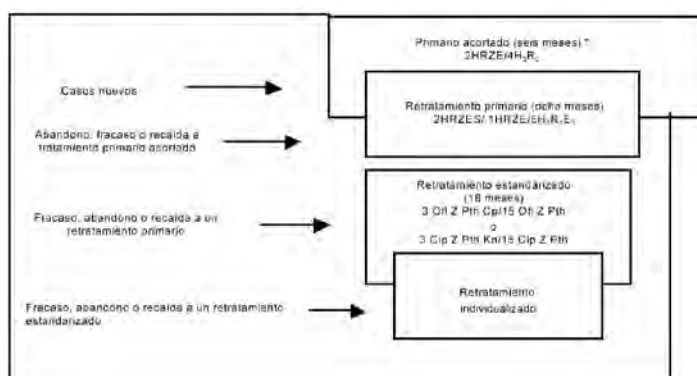 Primario acortado (seis meses) *
2HRZE/4H₃R₃
Casos nuevos
Retratamiento primario (ocho meses)
2HRZES/ 1HRZE/5H₃R₃E₃
Abandono, fracaso o recaída a
tratamiento primario acortado
Retratamiento estandarizado
(18 meses)
3 Ofl Z Pth Cp/15 Ofl Z Pth
o
3 Cip Z Pth Kn/15 Cip Z Pth
Fracaso, abandono o recaída a un
retratamiento primario
Retratamiento
individualizado
Fracaso, abandono o recaída a un retratamiento
estandarizado